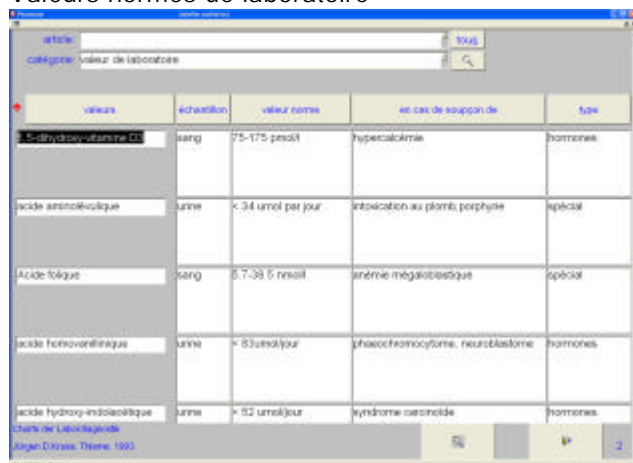 Valeurs normes de laboratoire
article: tous
catégorie: valeur de laboratoire
valeurs échantillon valeur norme en cas de soupçon de type
1,5-dihydroxy-vitamine D3 sang 75-175 pmol/l hypercalcémie hormones
acide aminolévulique urine < 34 umol par jour intoxication au plomb, porphyrie spécial
Acide folique sang 5.7-38.5 nmol/l anémie mégaloblastique spécial
acide homovanillinique urine < 83umol/jour phaeochromocytome, neuroblastome hormones
acide hydroxy-indolacétique urine < 52 umol/jour syndrome carcinoïde hormones
Charts der Labordiagnostik
Jürgen D.Kruse, Thieme, 1993
2